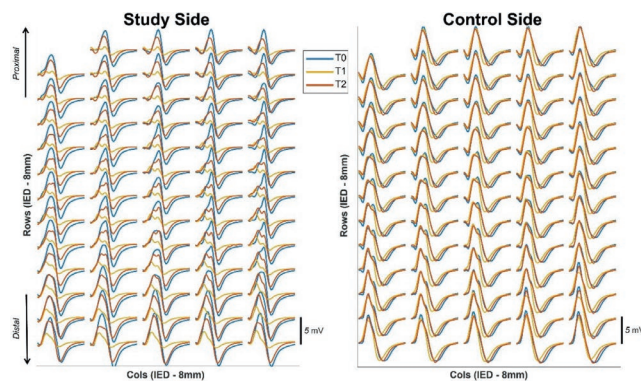 Study Side
Control Side
Proximal
T0
T1
T2
Rows (IED - 8mm)
Rows (IED - 8mm)
Distal
5 mV
5 mV
Cols (IED - 8mm)
Cols (IED - 8mm)